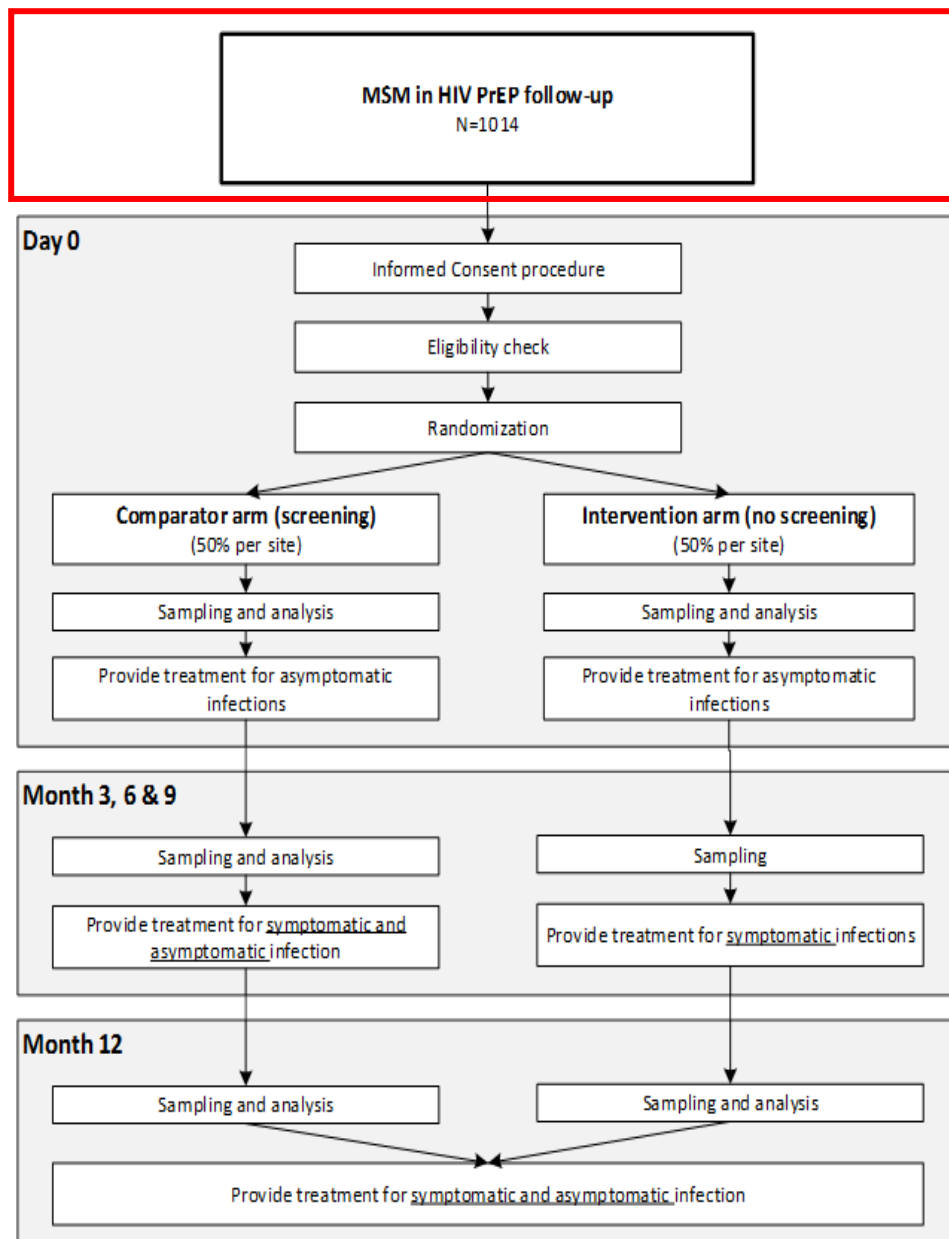 MSM in HIV PrEP follow-up
N=1014
Day 0
Informed Consent procedure
Eligibility check
Randomization
Comparator arm (screening)
(50% per site)
Intervention arm (no screening)
(50% per site)
Sampling and analysis
Sampling and analysis
Provide treatment for asymptomatic
infections
Provide treatment for asymptomatic
infections
Month 3, 6 & 9
Sampling and analysis
Sampling
Provide treatment for symptomatic and
asymptomatic infection
Provide treatment for symptomatic infections
Month 12
Sampling and analysis
Sampling and analysis
Provide treatment for symptomatic and asymptomatic infection